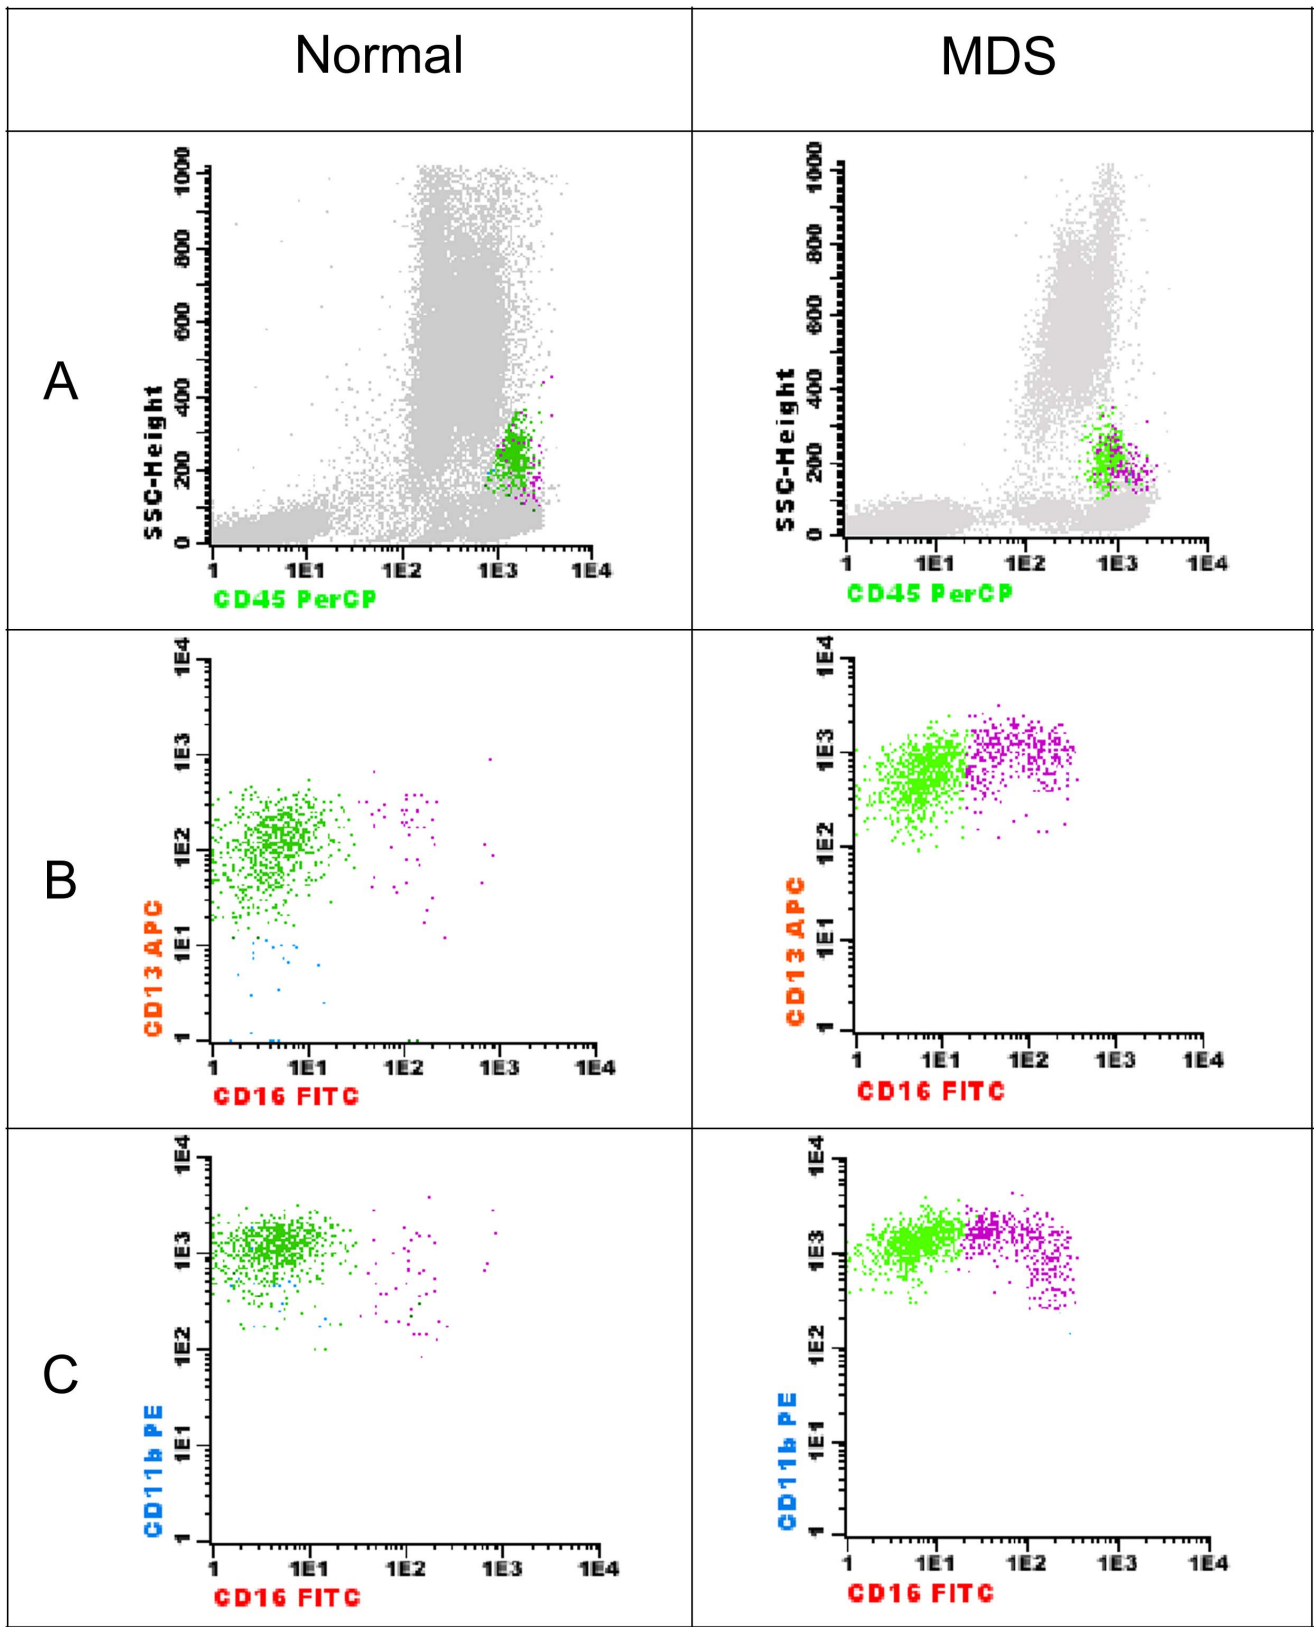 Normal
MDS
A
1000
800
600
400
200
0
SSC-Height
1
1E1
1E2
1E3
1E4
CD45 PerCP
1000
800
600
400
200
0
SSC-Height
1
1E1
1E2
1E3
1E4
CD45 PerCP
B
1E4
1E3
1E2
1E1
1
CD13 APC
1
1E1
1E2
1E3
1E4
CD16 FITC
1E4
1E3
1E2
1E1
1
CD13 APC
1
1E1
1E2
1E3
1E4
CD16 FITC
C
1E4
1E3
1E2
1E1
1
CD11b PE
1
1E1
1E2
1E3
1E4
CD16 FITC
1E4
1E3
1E2
1E1
1
CD11b PE
1
1E1
1E2
1E3
1E4
CD16 FITC